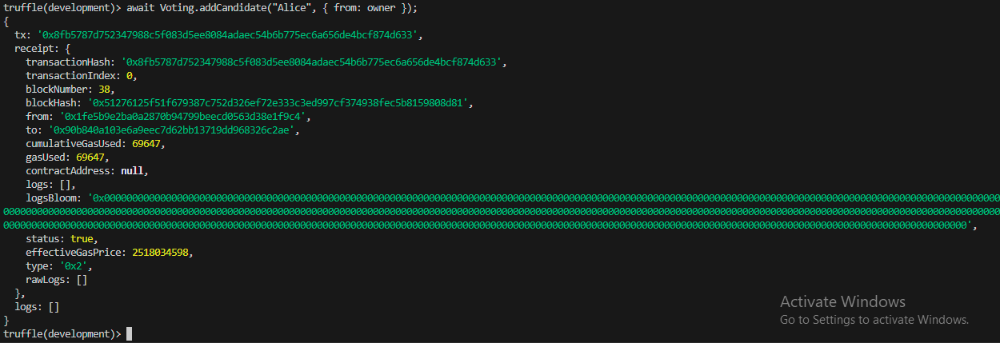 truffle(development)> await Voting.addCandidate("Alice", { from: owner });
{
  tx: '0x8fb5787d752347988c5f083d5ee8084adaec54b6b775ec6a656de4bcf874d633',
  receipt: {
    transactionHash: '0x8fb5787d752347988c5f083d5ee8084adaec54b6b775ec6a656de4bcf874d633',
    transactionIndex: 0,
    blockNumber: 38,
    blockHash: '0x51276125f51f679387c752d326ef72e333c3ed997cf374938fec5b8159808d81',
    from: '0x1fe5b9e2ba0a2870b94799beecd0563d38e1f9c4',
    to: '0x90b840a103e6a9eec7d62bb13719dd968326c2ae',
    cumulativeGasUsed: 69647,
    gasUsed: 69647,
    contractAddress: null,
    logs: [],
    logsBloom: '0x00000000000000000000000000000000000000000000000000000000000000000000000000000000000000000000000000000000000000000000000000000000000000000000000000000000000000
0000000000000000000000000000000000000000000000000000000000000000000000000000000000000000000000000000000000000000000000000000000000000000000000000000000000000000000000000000000000
0000000000000000000000000000000000000000000000000000000000000000000000000000000000000000000000000000000000000000000000000000000000000000000000000000000000000000000000000000',
    status: true,
    effectiveGasPrice: 2518034598,
    type: '0x2',
    rawLogs: []
  },
  logs: []
}
truffle(development)>
Activate Windows
Go to Settings to activate Windows.